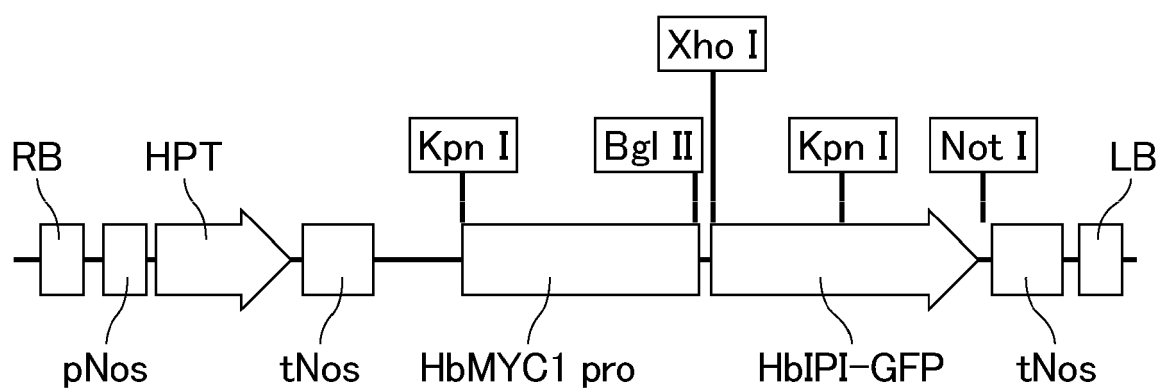 Xho I
Kpn I
Bgl II
Kpn I
Not I
RB
HPT
LB
pNos
tNos
HbMYC1 pro
HbIPI-GFP
tNos